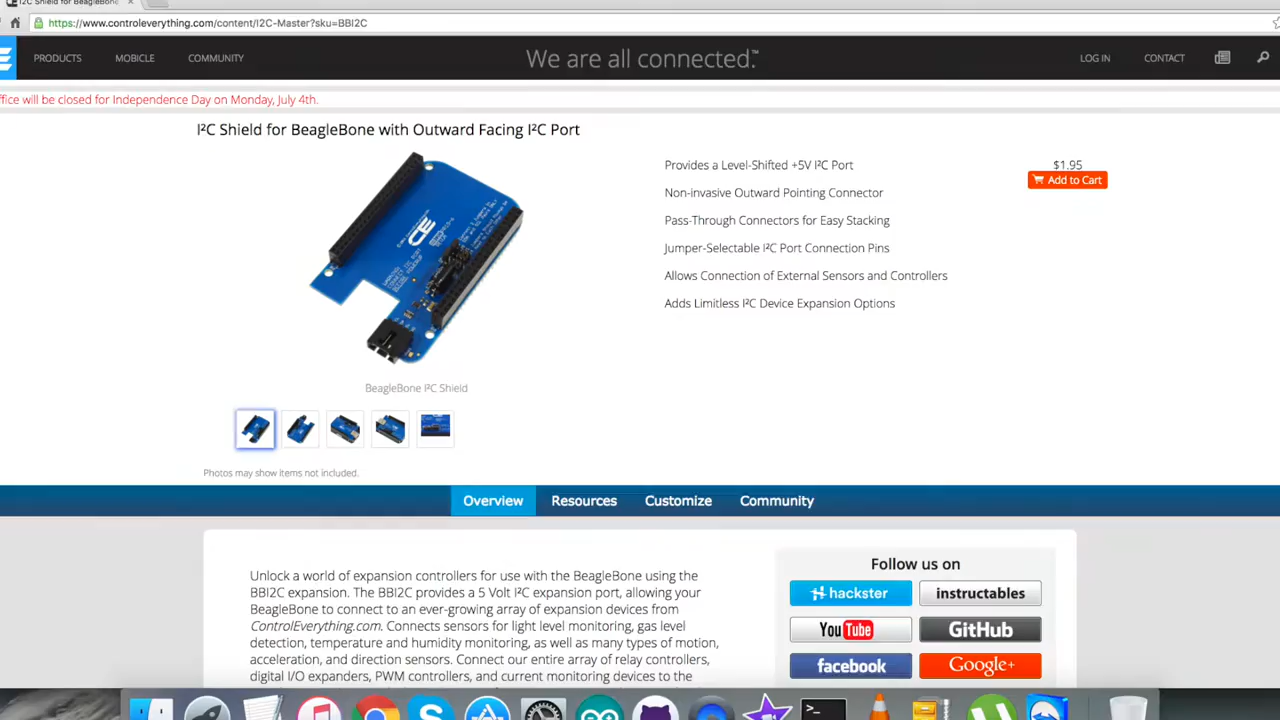 I²C Shield for BeagleBone
https://www.controleverything.com/content/I2C-Master?sku=BBI2C
PRODUCTS
MOBICLE
COMMUNITY
We are all connected.™
LOG IN
CONTACT
ffice will be closed for Independence Day on Monday, July 4th.
I²C Shield for BeagleBone with Outward Facing I²C Port
Provides a Level-Shifted +5V I²C Port
$1.95
Add to Cart
Non-invasive Outward Pointing Connector
Pass-Through Connectors for Easy Stacking
Jumper-Selectable I²C Port Connection Pins
Allows Connection of External Sensors and Controllers
Adds Limitless I²C Device Expansion Options
CE
BeagleBone I²C Shield
Photos may show items not included.
Overview
Resources
Customize
Community
Unlock a world of expansion controllers for use with the BeagleBone using the
BBI2C expansion. The BBI2C provides a 5 Volt I²C expansion port, allowing your
BeagleBone to connect to an ever-growing array of expansion devices from
ControlEverything.com. Connects sensors for light level monitoring, gas level
detection, temperature and humidity monitoring, as well as many types of motion,
acceleration, and direction sensors. Connect our entire array of relay controllers,
digital I/O expanders, PWM controllers, and current monitoring devices to the
Follow us on
hackster
instructables
YouTube
GitHub
facebook
Google+